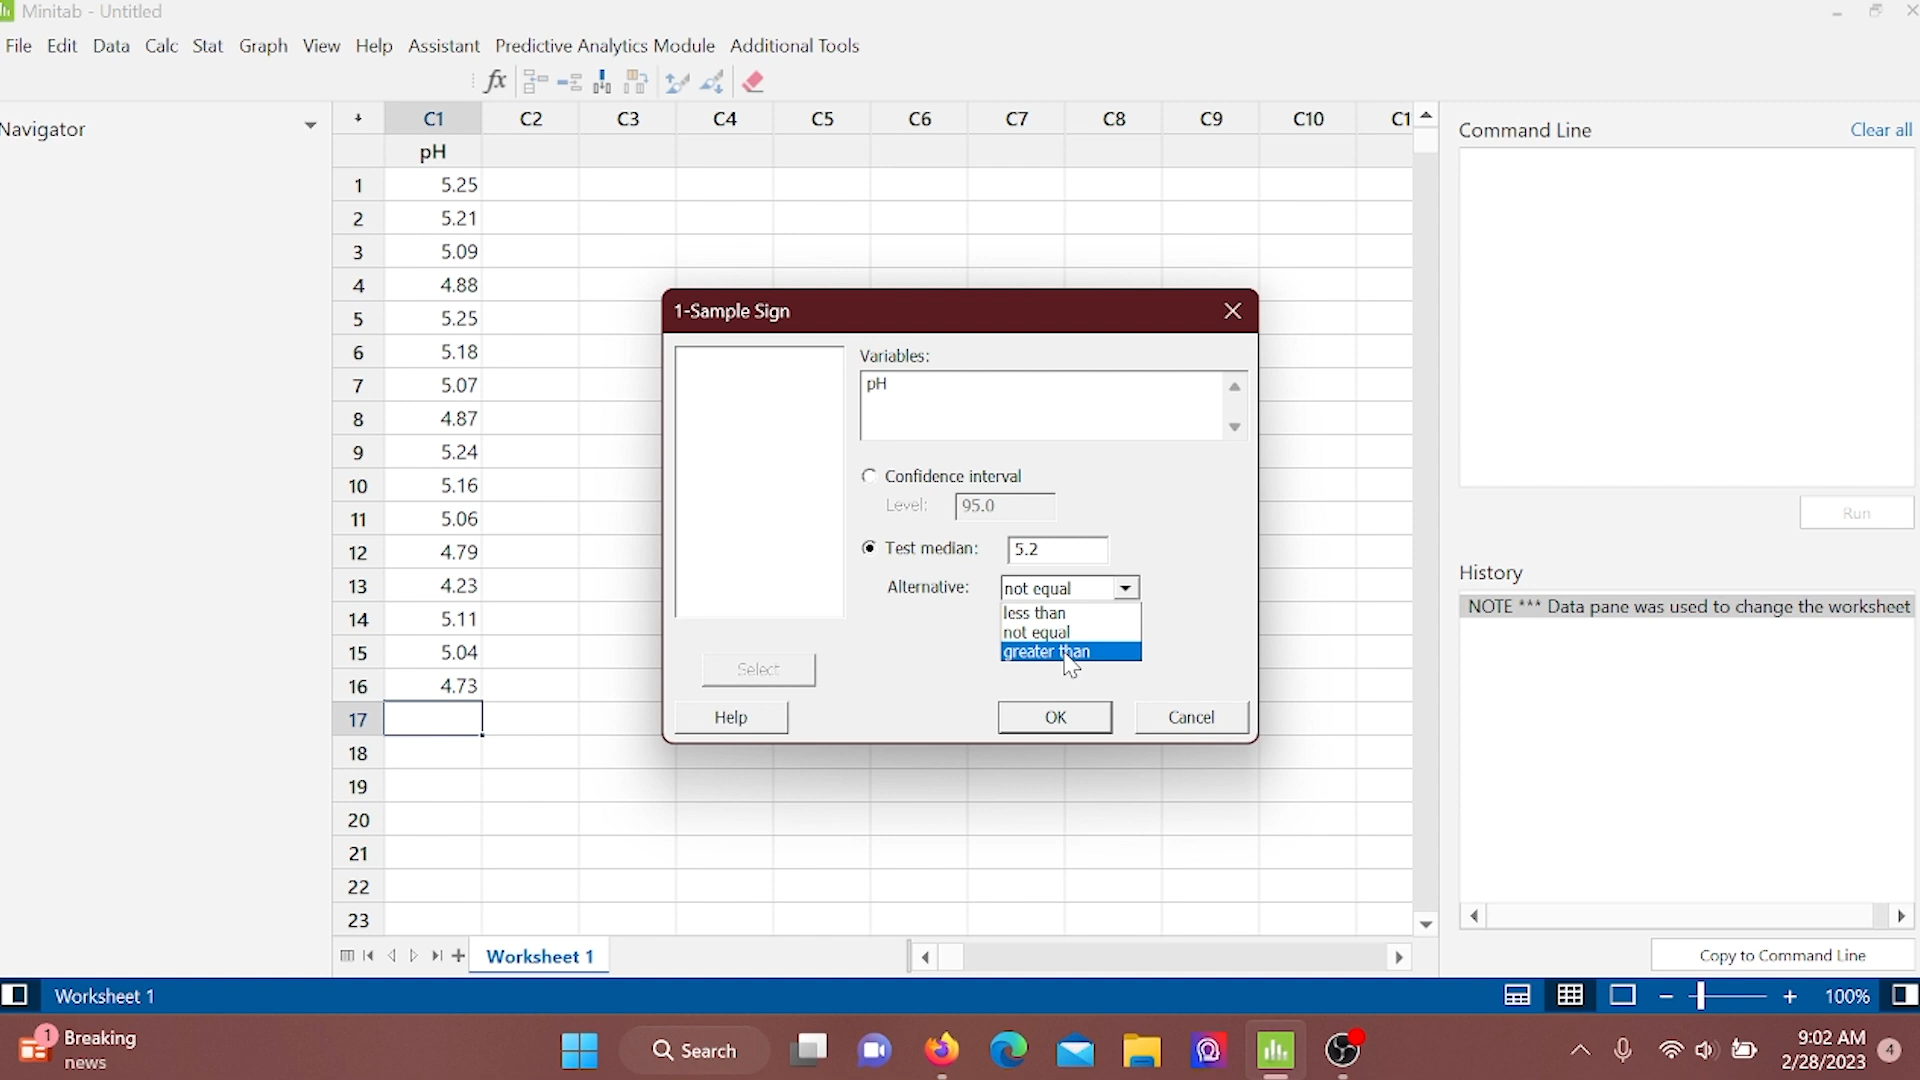 Minitab - Untitled
File Edit Data Calc Stat Graph View Help Assistant Predictive Analytics Module Additional Tools
fx
Navigator
C1 C2 C3 C4 C5 C6 C7 C8 C9 C10 C1
pH
1 5.25
2 5.21
3 5.09
4 4.88
5 5.25
6 5.18
7 5.07
8 4.87
9 5.24
10 5.16
11 5.06
12 4.79
13 4.23
14 5.11
15 5.04
16 4.73
17
18
19
20
21
22
23
1-Sample Sign
Variables:
pH
Confidence interval
Level: 95.0
Test median: 5.2
Alternative: not equal
less than
not equal
greater than
Select
Help OK Cancel
Command Line Clear all
Run
History
NOTE *** Data pane was used to change the worksheet
Copy to Command Line
Worksheet 1
Worksheet 1
100%
1 Breaking
news
Search
9:02 AM
2/28/2023
4